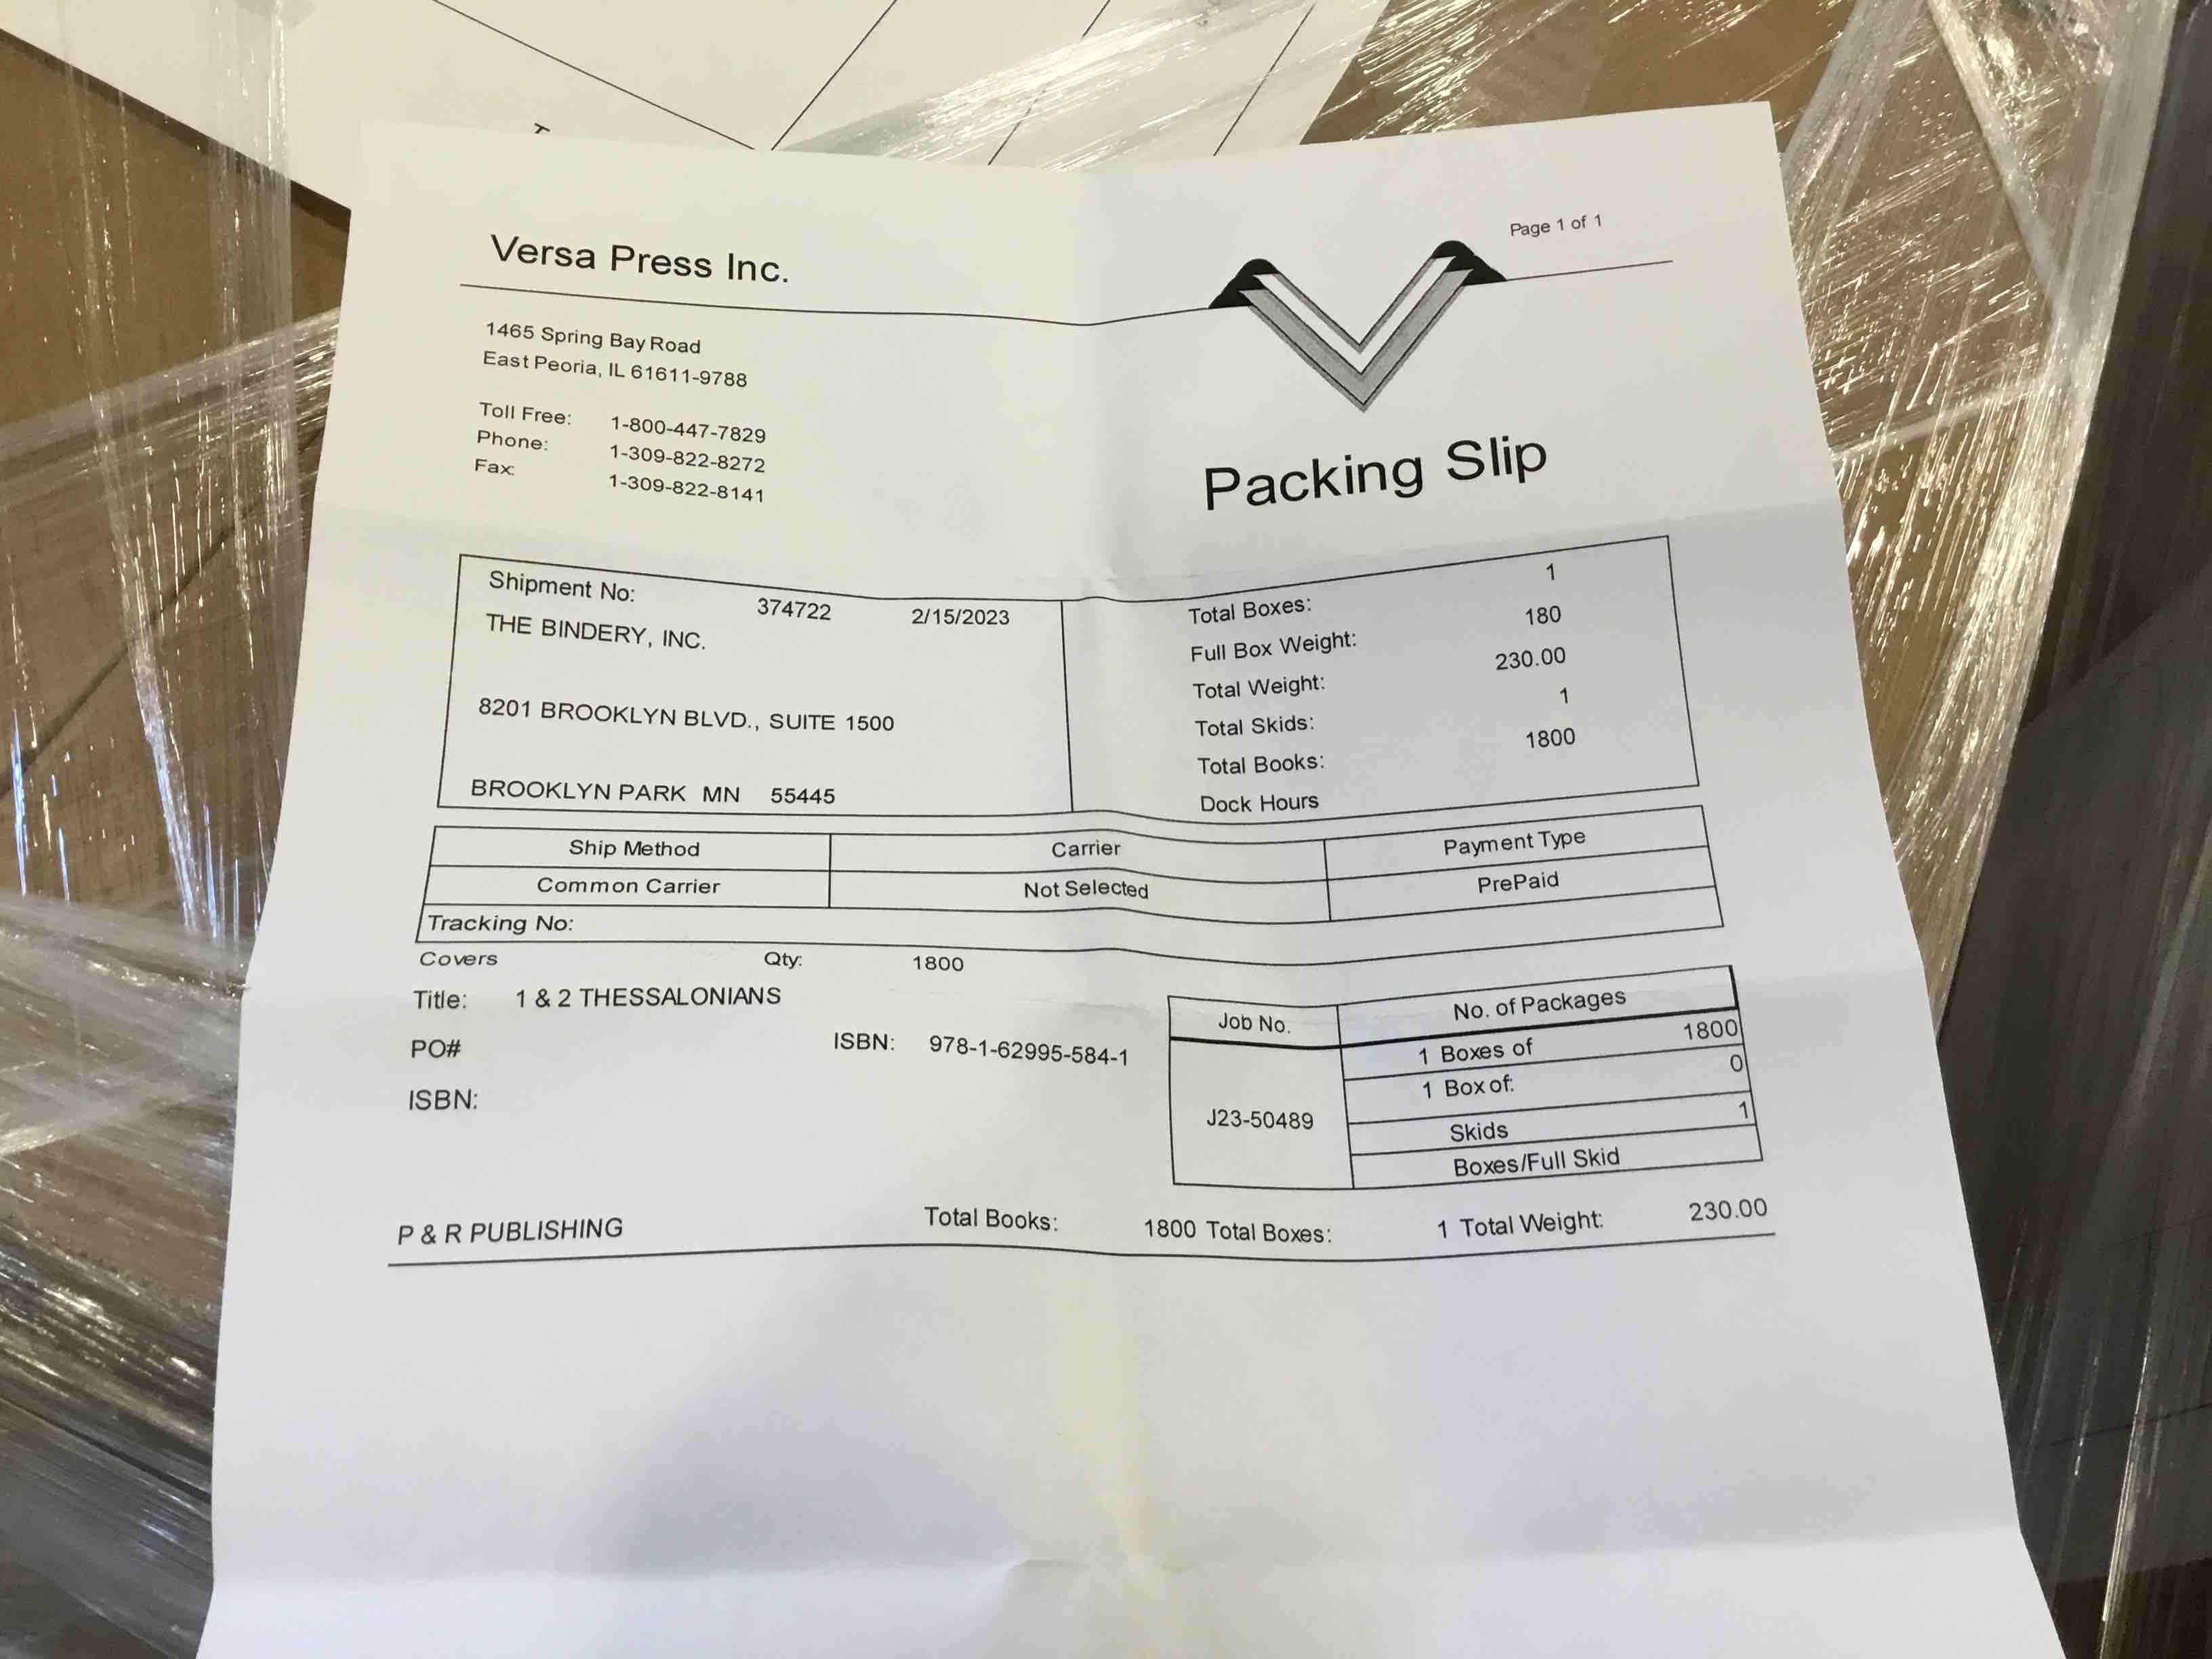 Page 1 of 1
Versa Press Inc.
1465 Spring Bay Road
East Peoria, IL 61611-9788
Toll Free: 1-800-447-7829
Phone: 1-309-822-8272
Fax: 1-309-822-8141
Packing Slip
Shipment No: 374722 2/15/2023
THE BINDERY, INC.
8201 BROOKLYN BLVD., SUITE 1500
BROOKLYN PARK MN 55445
Total Boxes: 1
Full Box Weight: 180
Total Weight: 230.00
Total Skids: 1
Total Books: 1800
Dock Hours
Ship Method Carrier Payment Type
Common Carrier Not Selected PrePaid
Tracking No:
Covers Qty: 1800
Title: 1 & 2 THESSALONIANS
PO# ISBN: 978-1-62995-584-1
ISBN:
Job No. No. of Packages
J23-50489
1 Boxes of 1800
1 Box of: 0
Skids 1
Boxes/Full Skid
P & R PUBLISHING Total Books: 1800 Total Boxes: 1 Total Weight: 230.00